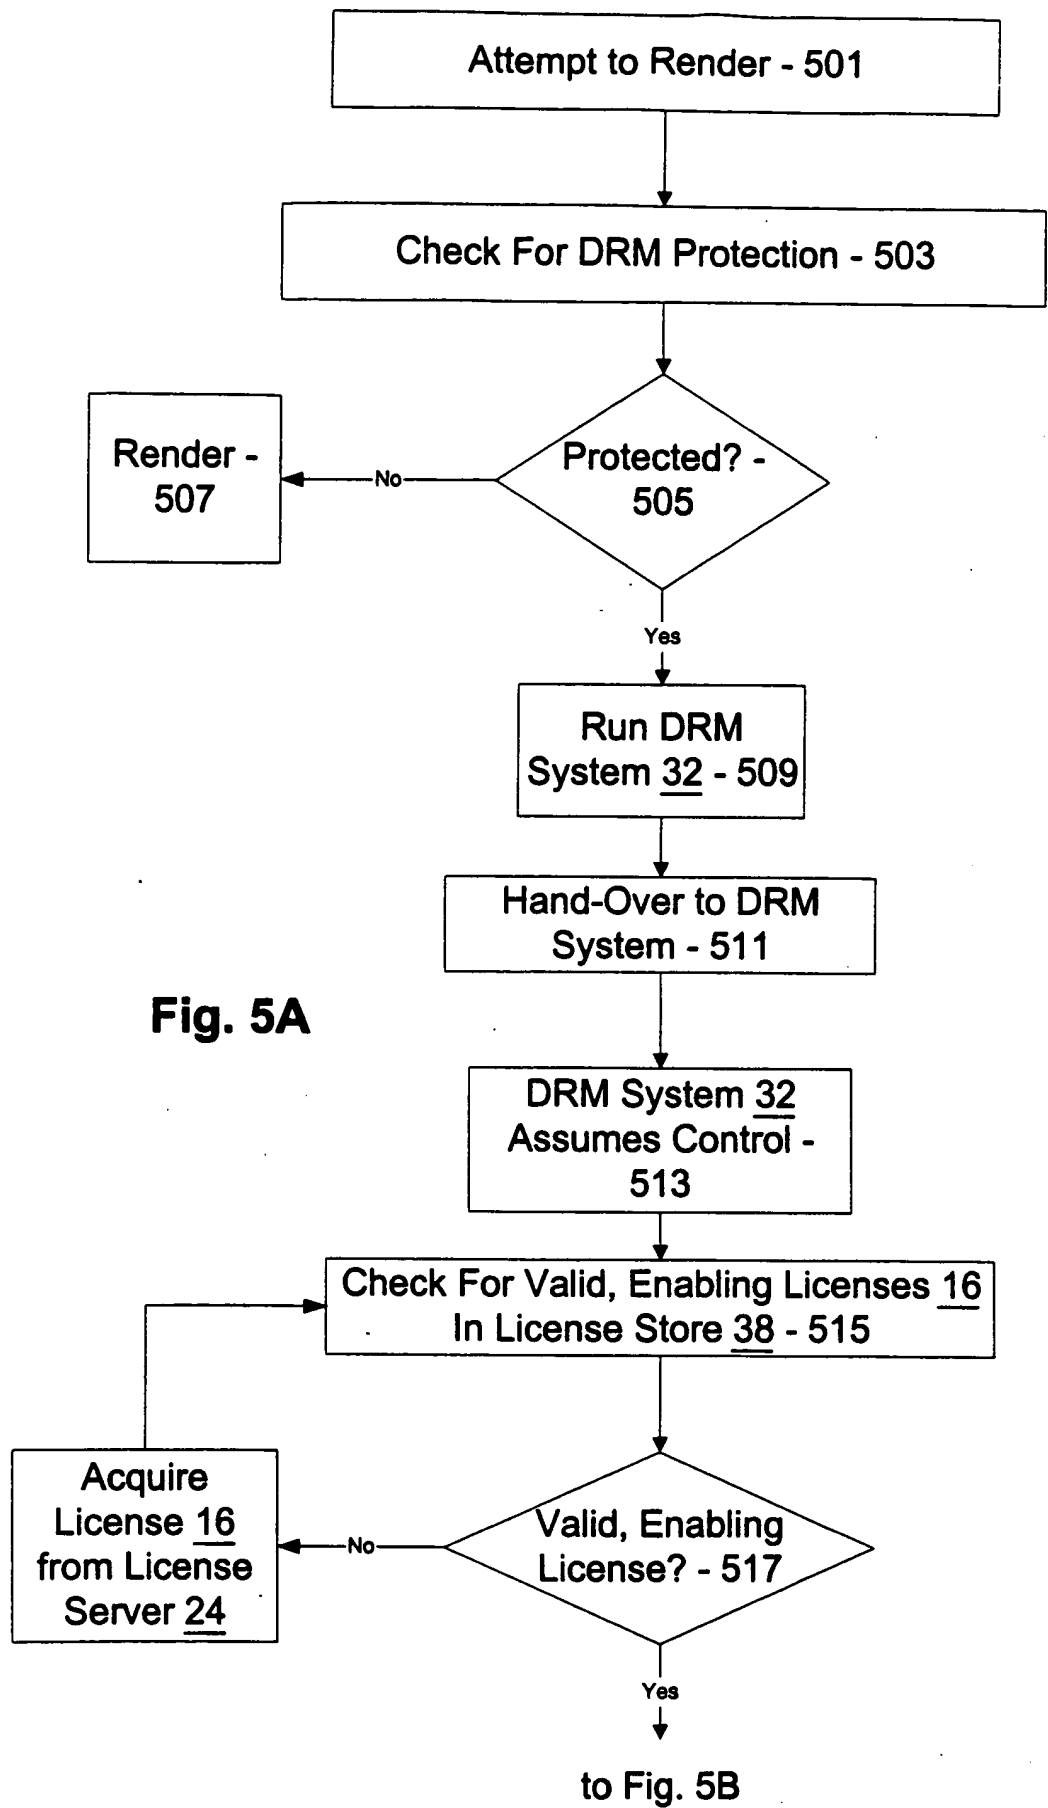 Attempt to Render - 501
Check For DRM Protection - 503
Protected? -
505
No
Render -
507
Yes
Run DRM
System 32 - 509
Hand-Over to DRM
System - 511
Fig. 5A
DRM System 32
Assumes Control -
513
Check For Valid, Enabling Licenses 16
In License Store 38 - 515
Valid, Enabling
License? - 517
No
Acquire
License 16
from License
Server 24
Yes
to Fig. 5B